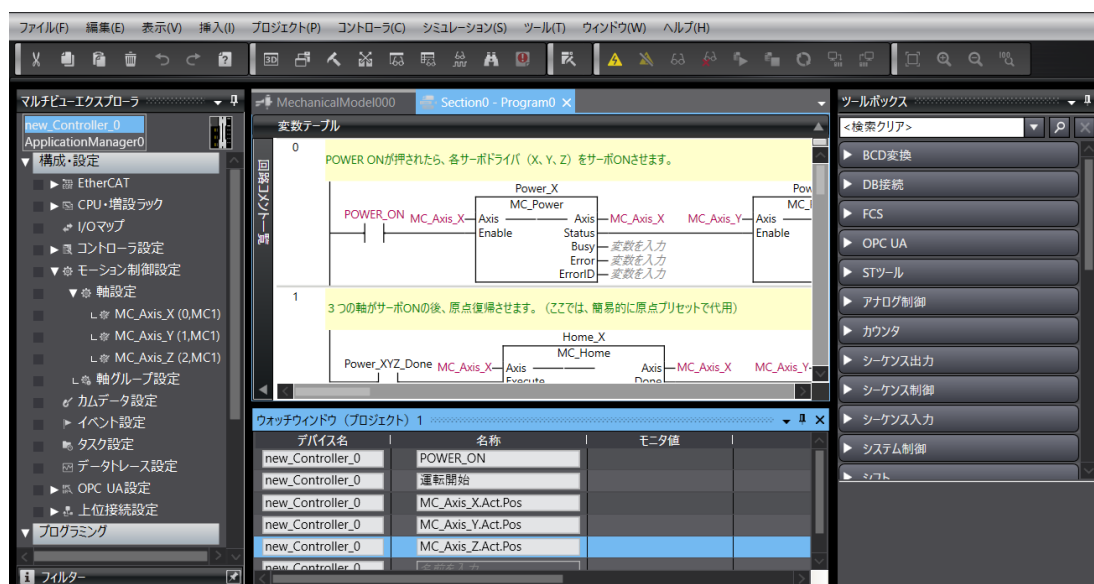 ファイル(F) 編集(E) 表示(V) 挿入(I) プロジェクト(P) コントローラ(C) シミュレーション(S) ツール(T) ウィンドウ(W) ヘルプ(H)
3D
100
マルチビューエクスプローラ
new_Controller_0
ApplicationManager0
▼ 構成・設定
▶ EtherCAT
▶ CPU・増設ラック
I/Oマップ
▶ コントローラ設定
▼ モーション制御設定
▼ 軸設定
MC_Axis_X (0,MC1)
MC_Axis_Y (1,MC1)
MC_Axis_Z (2,MC1)
軸グループ設定
カムデータ設定
イベント設定
タスク設定
データトレース設定
▶ OPC UA設定
▶ 上位接続設定
▼ プログラミング
フィルター
MechanicalModel000 Section0 - Program0
変数テーブル
回路コメント一覧
0
POWER ONが押されたら、各サーボドライバ（X、Y、Z）をサーボONさせます。
Power_X
MC_Power
POWER_ON MC_Axis_X Axis Axis MC_Axis_X MC_Axis_Y Axis
Enable Status Enable
Busy 変数を入力
Error 変数を入力
ErrorID 変数を入力
1
３つの軸がサーボONの後、原点復帰させます。（ここでは、簡易的に原点プリセットで代用）
Home_X
MC_Home
Power_XYZ_Done MC_Axis_X Axis Axis MC_Axis_X MC_Axis_Y
Execute Done
ウォッチウィンドウ（プロジェクト）1
デバイス名 名称 モニタ値
new_Controller_0 POWER_ON
new_Controller_0 運転開始
new_Controller_0 MC_Axis_X.Act.Pos
new_Controller_0 MC_Axis_Y.Act.Pos
new_Controller_0 MC_Axis_Z.Act.Pos
new_Controller_0 変数を入力
ツールボックス
<検索クリア>
▶ BCD変換
▶ DB接続
▶ FCS
▶ OPC UA
▶ STツール
▶ アナログ制御
▶ カウンタ
▶ シーケンス出力
▶ シーケンス制御
▶ シーケンス入力
▶ システム制御
▶ シフト